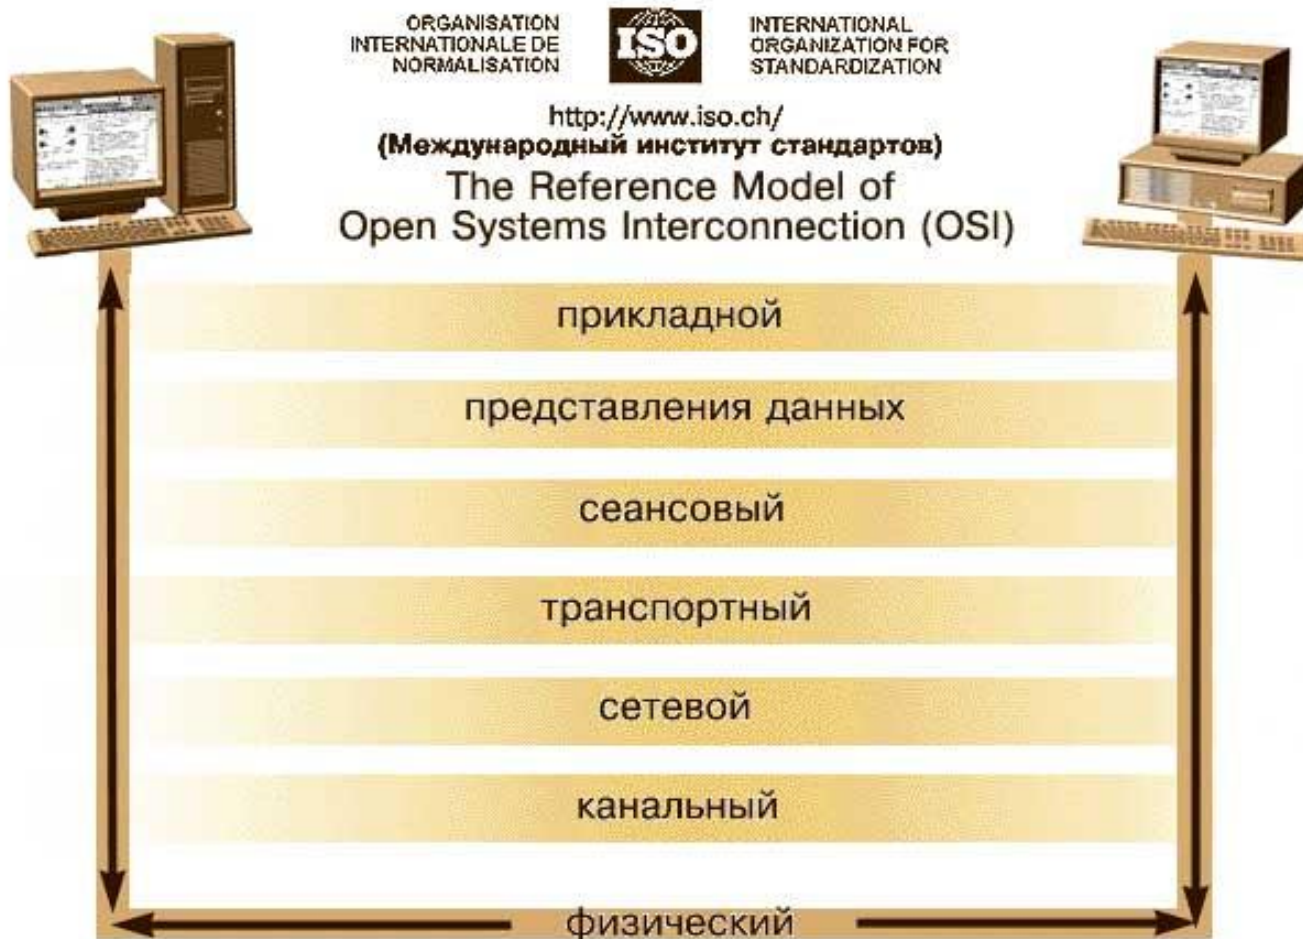 ORGANISATION
INTERNATIONALE DE
NORMALISATION
ISO
INTERNATIONAL
ORGANIZATION FOR
STANDARDIZATION
http://www.iso.ch/
(Международный институт стандартов)
The Reference Model of
Open Systems Interconnection (OSI)
прикладной
представления данных
сеансовый
транспортный
сетевой
канальный
физический